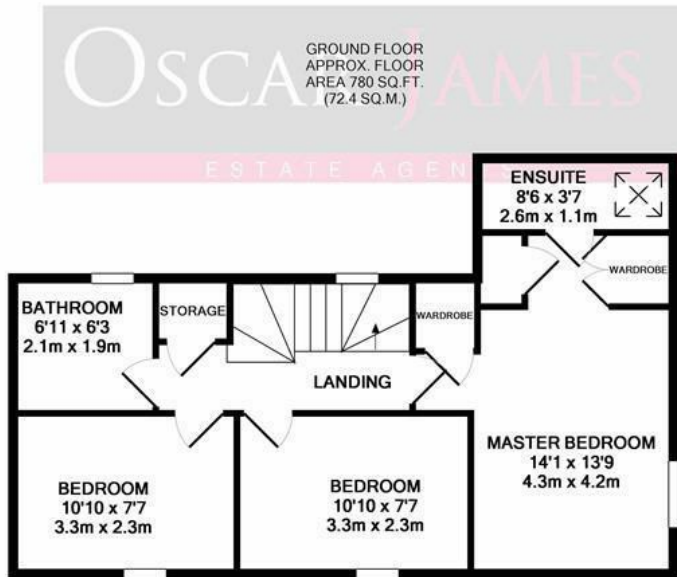 OSCAR JAMES
GROUND FLOOR
APPROX. FLOOR
AREA 780 SQ.FT.
(72.4 SQ.M.)
ESTATE AGENTS
ENSUITE
8'6 x 3'7
2.6m x 1.1m
WARDROBE
BATHROOM
6'11 x 6'3
2.1m x 1.9m
STORAGE
WARDROBE
LANDING
MASTER BEDROOM
14'1 x 13'9
4.3m x 4.2m
BEDROOM
10'10 x 7'7
3.3m x 2.3m
BEDROOM
10'10 x 7'7
3.3m x 2.3m